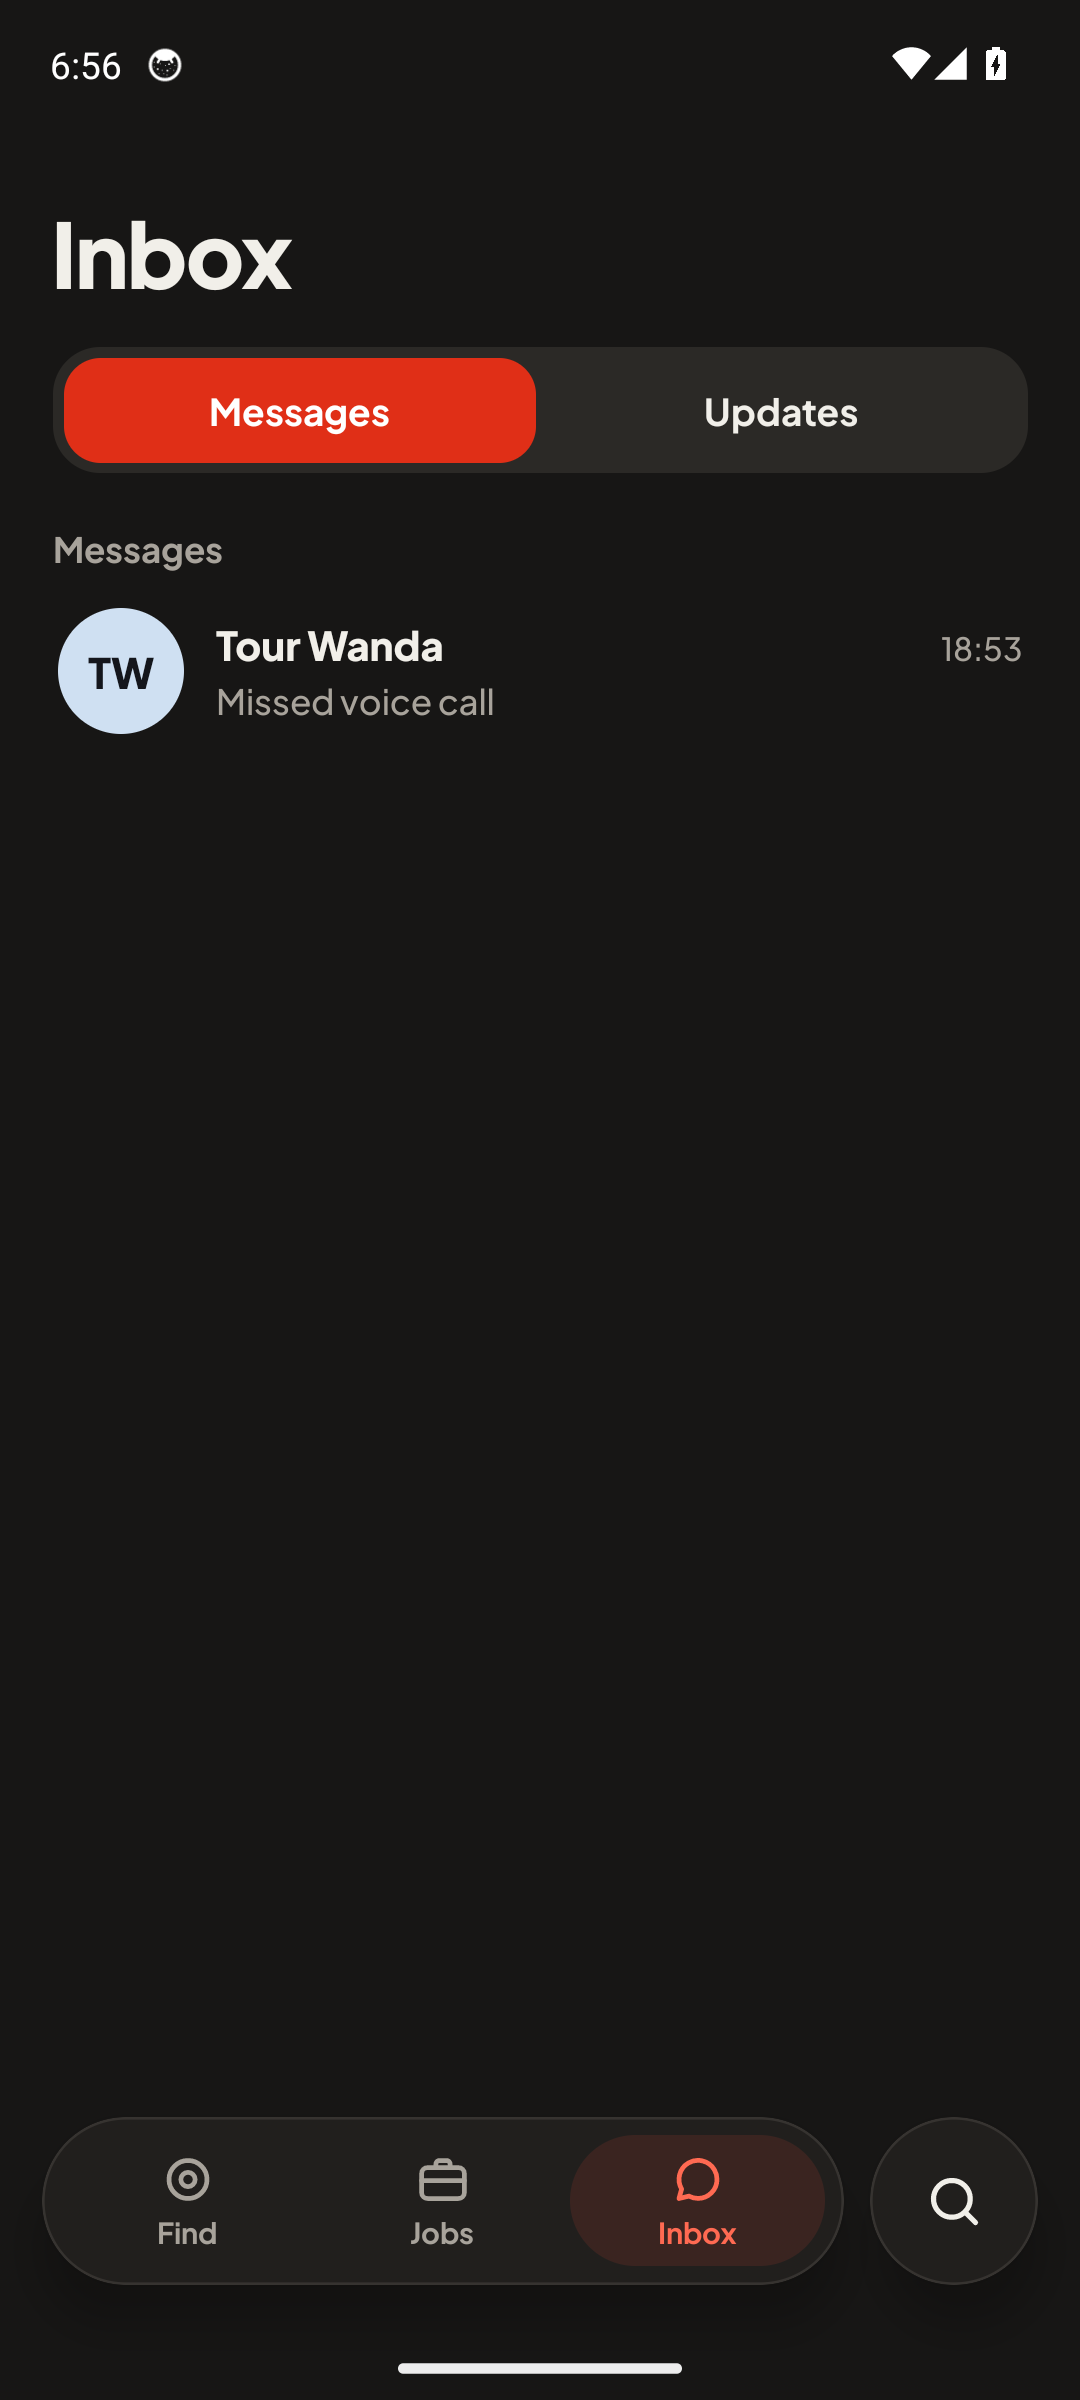 6:56
Inbox
Messages
Updates
Messages
TW
Tour Wanda
18:53
Missed voice call
Find
Jobs
Inbox